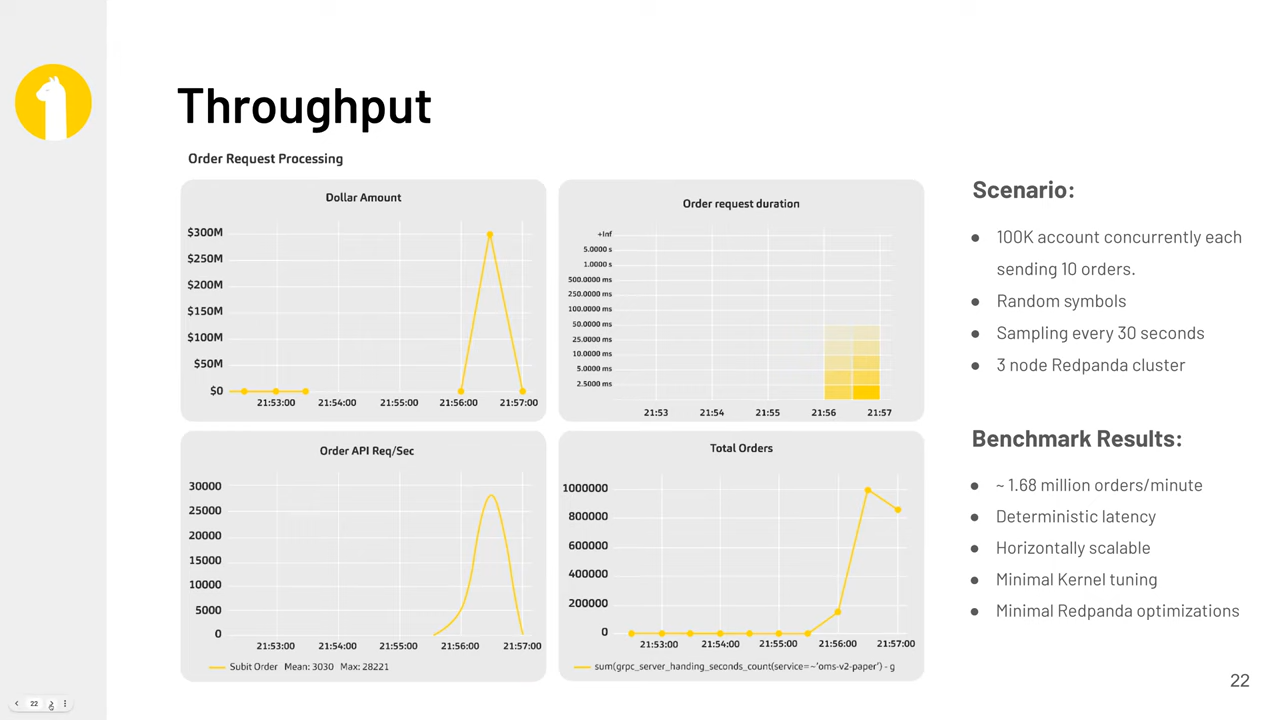 Throughput
Order Request Processing
Dollar Amount
$300M
$250M
$200M
$150M
$100M
$50M
$0
21:53:00 21:54:00 21:55:00 21:56:00 21:57:00
Order request duration
+Inf
5.0000 s
1.0000 s
500.0000 ms
250.0000 ms
100.0000 ms
50.0000 ms
25.0000 ms
10.0000 ms
5.0000 ms
2.5000 ms
21:53 21:54 21:55 21:56 21:57
Order API Req/Sec
30000
25000
20000
15000
10000
5000
0
21:53:00 21:54:00 21:55:00 21:56:00 21:57:00
Subit Order Mean: 3030 Max: 28221
Total Orders
1000000
800000
600000
400000
200000
0
21:53:00 21:54:00 21:55:00 21:56:00 21:57:00
sum(grpc_server_handing_seconds_count(service=~'oms-v2-paper') - g
Scenario:
● 100K account concurrently each
sending 10 orders.
● Random symbols
● Sampling every 30 seconds
● 3 node Redpanda cluster
Benchmark Results:
● ~ 1.68 million orders/minute
● Deterministic latency
● Horizontally scalable
● Minimal Kernel tuning
● Minimal Redpanda optimizations
22
22